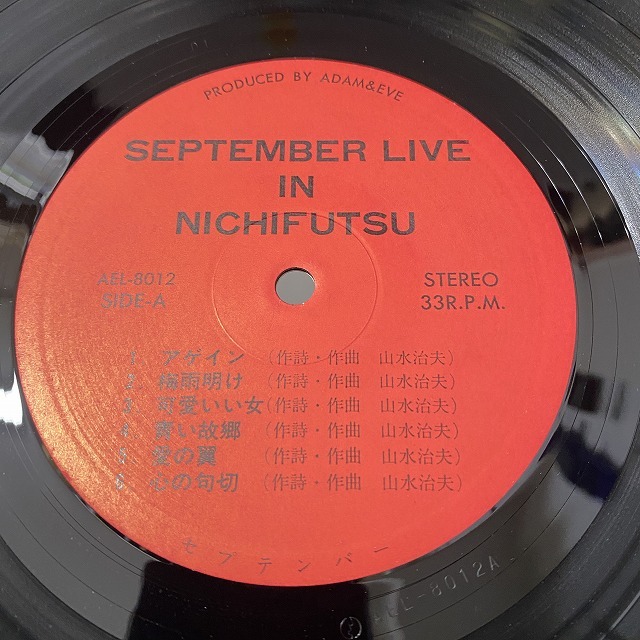 PRODUCED BY ADAM&EVE
SEPTEMBER LIVE
IN
NICHIFUTSU
AEL-8012
SIDE-A
STEREO
33R.P.M.
1. アゲイン (作詩・作曲 山水治夫)
2. 梅雨明け (作詩・作曲 山水治夫)
3. 可愛いい女 (作詩・作曲 山水治夫)
4. い故郷 (作詩・作曲 山水治夫)
5. 愛の翼 (作詩・作曲 山水治夫)
6. 心の句切 (作詩・作曲 山水治夫)
セプテンバー
AEL-8012A